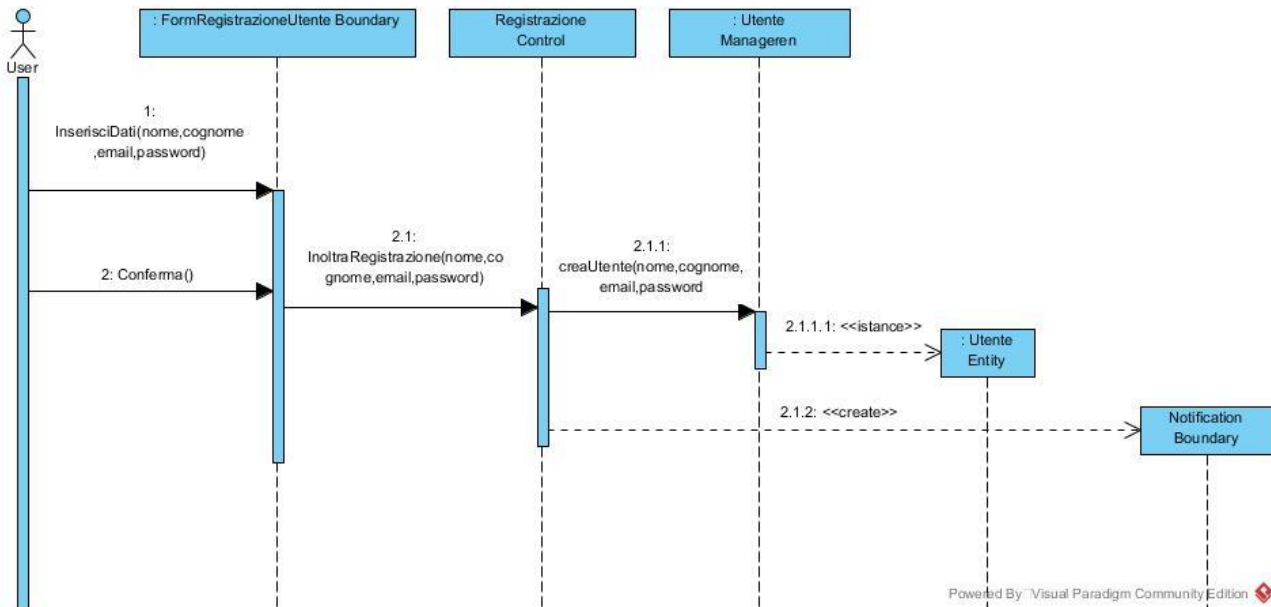 : FormRegistrazioneUtente Boundary
Registrazione
Control
: Utente
Manageren
User
1:
InserisciDati(nome,cognome
,email,password)
2: Conferma()
2.1:
InoltraRegistrazione(nome,co
gnome,email,password)
2.1.1:
creaUtente(nome,cognome,
email,password
2.1.1.1: <<istance>>
: Utente
Entity
2.1.2: <<create>>
Notification
Boundary
Powered By Visual Paradigm Community Edition